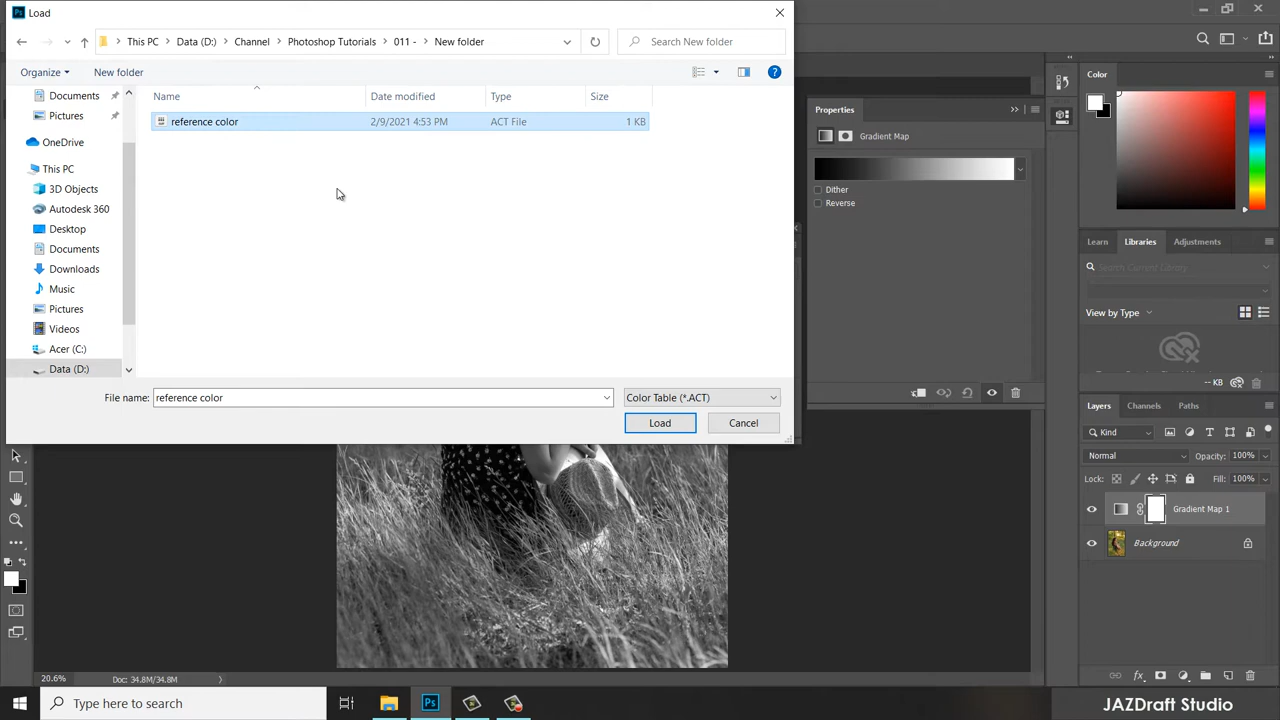 Load
This PC > Data (D:) > Channel > Photoshop Tutorials > 011 - > New folder
Search New folder
Organize
New folder
Name
Date modified
Type
Size
reference color
2/9/2021 4:53 PM
ACT File
1 KB
Documents
Pictures
OneDrive
This PC
3D Objects
Autodesk 360
Desktop
Documents
Downloads
Music
Pictures
Videos
Acer (C:)
Data (D:)
File name:
reference color
Color Table (*.ACT)
Load
Cancel
Properties
Gradient Map
Dither
Reverse
Color
Learn
Libraries
Adjustments
Search Current Library
View by Type
-- KB
Layers
Channels
Paths
Kind
Normal
Opacity: 100%
Lock:
Fill: 100%
Gradient Map 1
Background
20.6%
Doc: 34.8M/34.8M
Type here to search
Ps
JAZDraft Studio